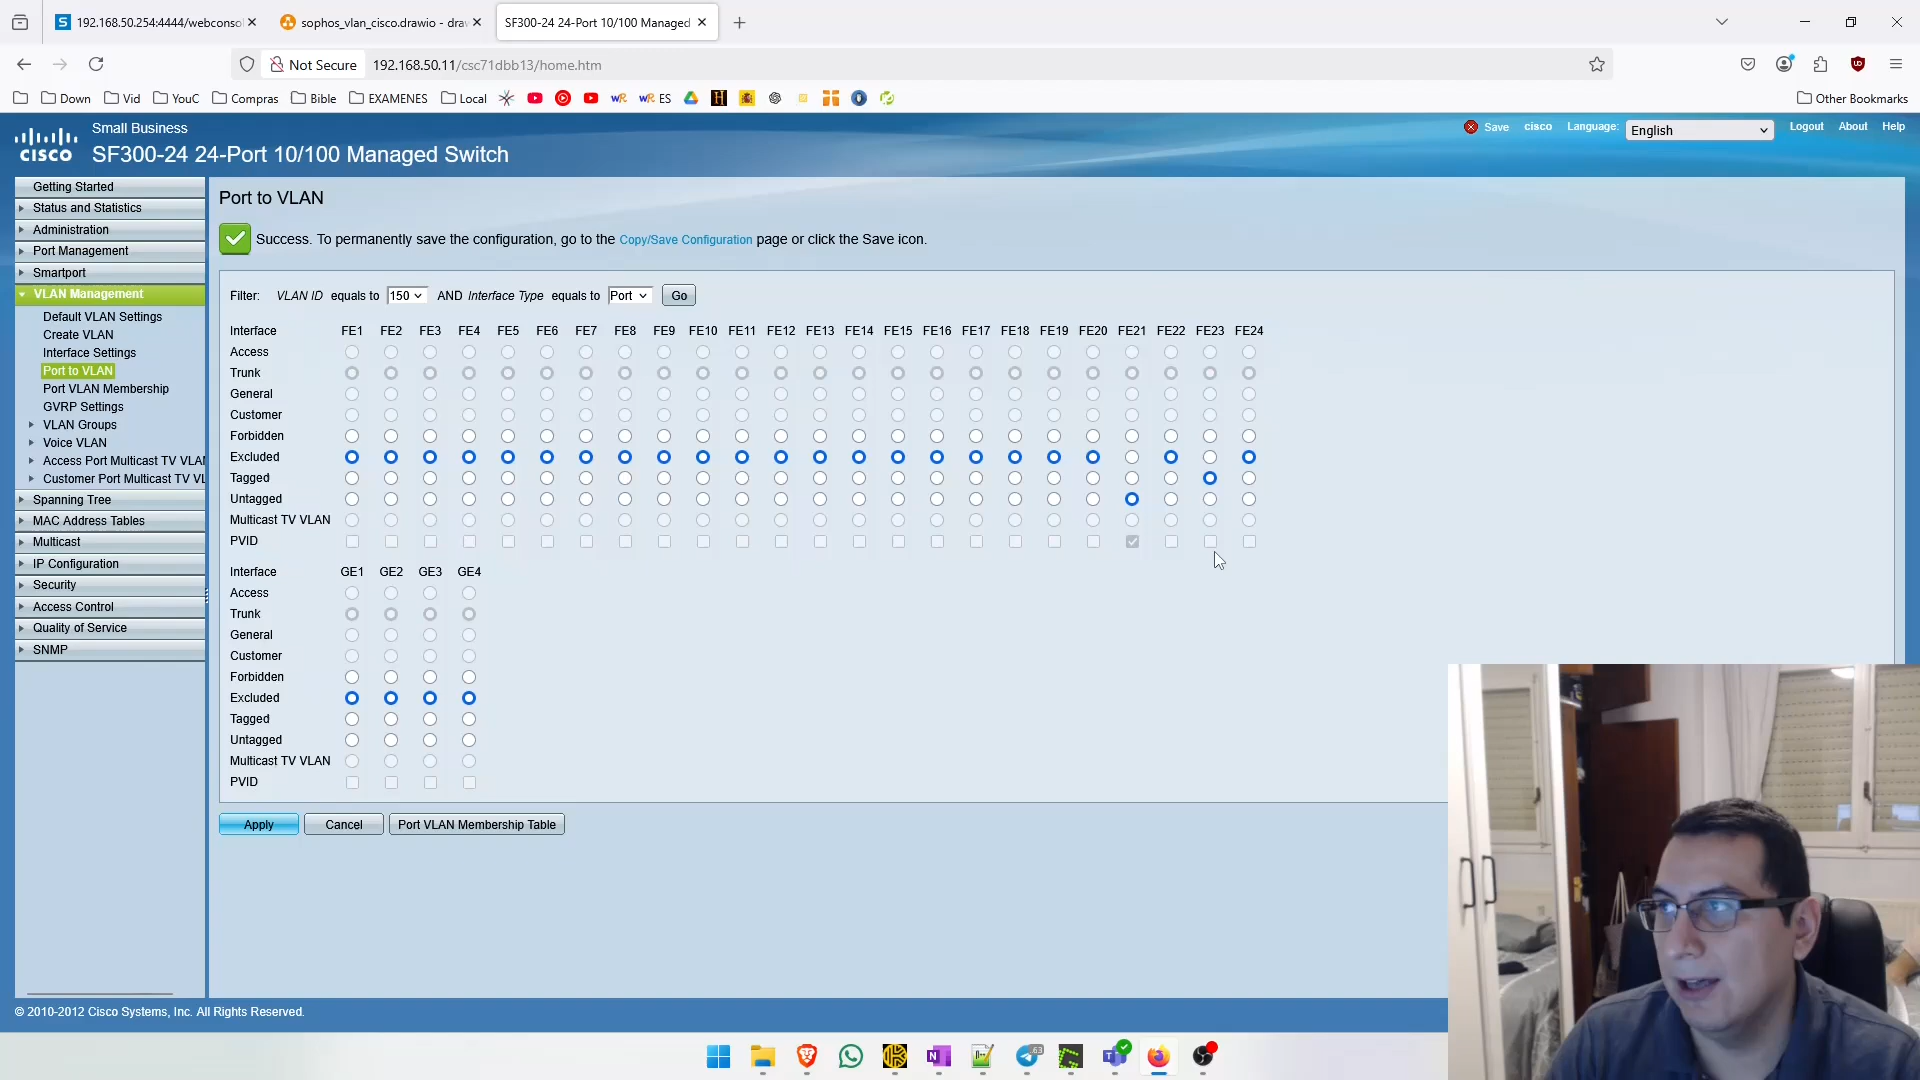 192.168.50.254:4444/webconso
sophos_vlan_cisco.drawio - draw
SF300-24 24-Port 10/100 Managed
Not Secure
192.168.50.11/csc71dbb13/home.htm
Down
Vid
YouC
Compras
Bible
EXAMENES
Local
ES
Other Bookmarks
Small Business
cisco
SF300-24 24-Port 10/100 Managed Switch
Save
cisco
Language:
English
Logout
About
Help
Getting Started
Status and Statistics
Administration
Port Management
Smartport
VLAN Management
Default VLAN Settings
Create VLAN
Interface Settings
Port to VLAN
Port VLAN Membership
GVRP Settings
VLAN Groups
Voice VLAN
Access Port Multicast TV VLA
Customer Port Multicast TV VL
Spanning Tree
MAC Address Tables
Multicast
IP Configuration
Security
Access Control
Quality of Service
SNMP
Port to VLAN
Success. To permanently save the configuration, go to the Copy/Save Configuration page or click the Save icon.
Filter: VLAN ID equals to 150 AND Interface Type equals to Port Go
Interface FE1 FE2 FE3 FE4 FE5 FE6 FE7 FE8 FE9 FE10 FE11 FE12 FE13 FE14 FE15 FE16 FE17 FE18 FE19 FE20 FE21 FE22 FE23 FE24
Access
Trunk
General
Customer
Forbidden
Excluded
Tagged
Untagged
Multicast TV VLAN
PVID
Interface GE1 GE2 GE3 GE4
Access
Trunk
General
Customer
Forbidden
Excluded
Tagged
Untagged
Multicast TV VLAN
PVID
Apply Cancel Port VLAN Membership Table
© 2010-2012 Cisco Systems, Inc. All Rights Reserved.